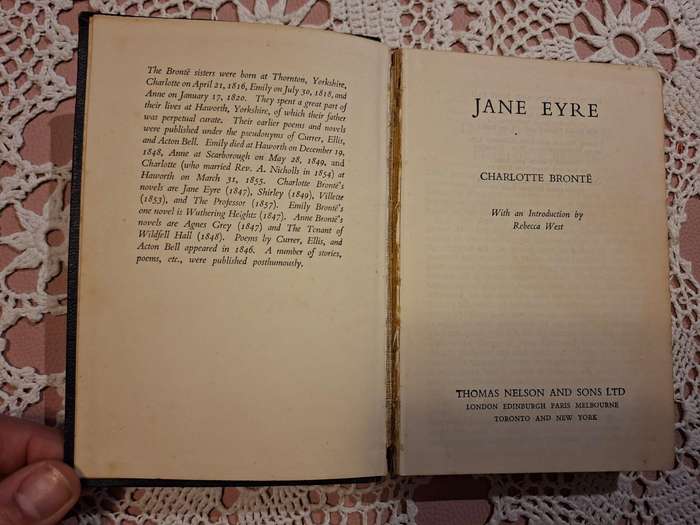 The Brontë sisters were born at Thornton, Yorkshire,
Charlotte on April 21, 1816, Emily on July 30, 1818, and
Anne on January 17, 1820. They spent a great part of
their lives at Haworth, Yorkshire, of which their father
was perpetual curate. Their earlier poems and novels
were published under the pseudonyms of Currer, Ellis,
and Acton Bell. Emily died at Haworth on December 19,
1848, Anne at Scarborough on May 28, 1849, and
Charlotte (who married Rev. A. Nicholls in 1854) at
Haworth on March 31, 1855. Charlotte Brontë's
novels are Jane Eyre (1847), Shirley (1849), Villette
(1853), and The Professor (1857). Emily Brontë's
one novel is Wuthering Heights (1847). Anne Brontë's
novels are Agnes Grey (1847) and The Tenant of
Wildfell Hall (1848). Poems by Currer, Ellis, and
Acton Bell appeared in 1846. A number of stories,
poems, etc., were published posthumously.
JANE EYRE
CHARLOTTE BRONTË
With an Introduction by
Rebecca West
THOMAS NELSON AND SONS LTD
LONDON EDINBURGH PARIS MELBOURNE
TORONTO AND NEW YORK